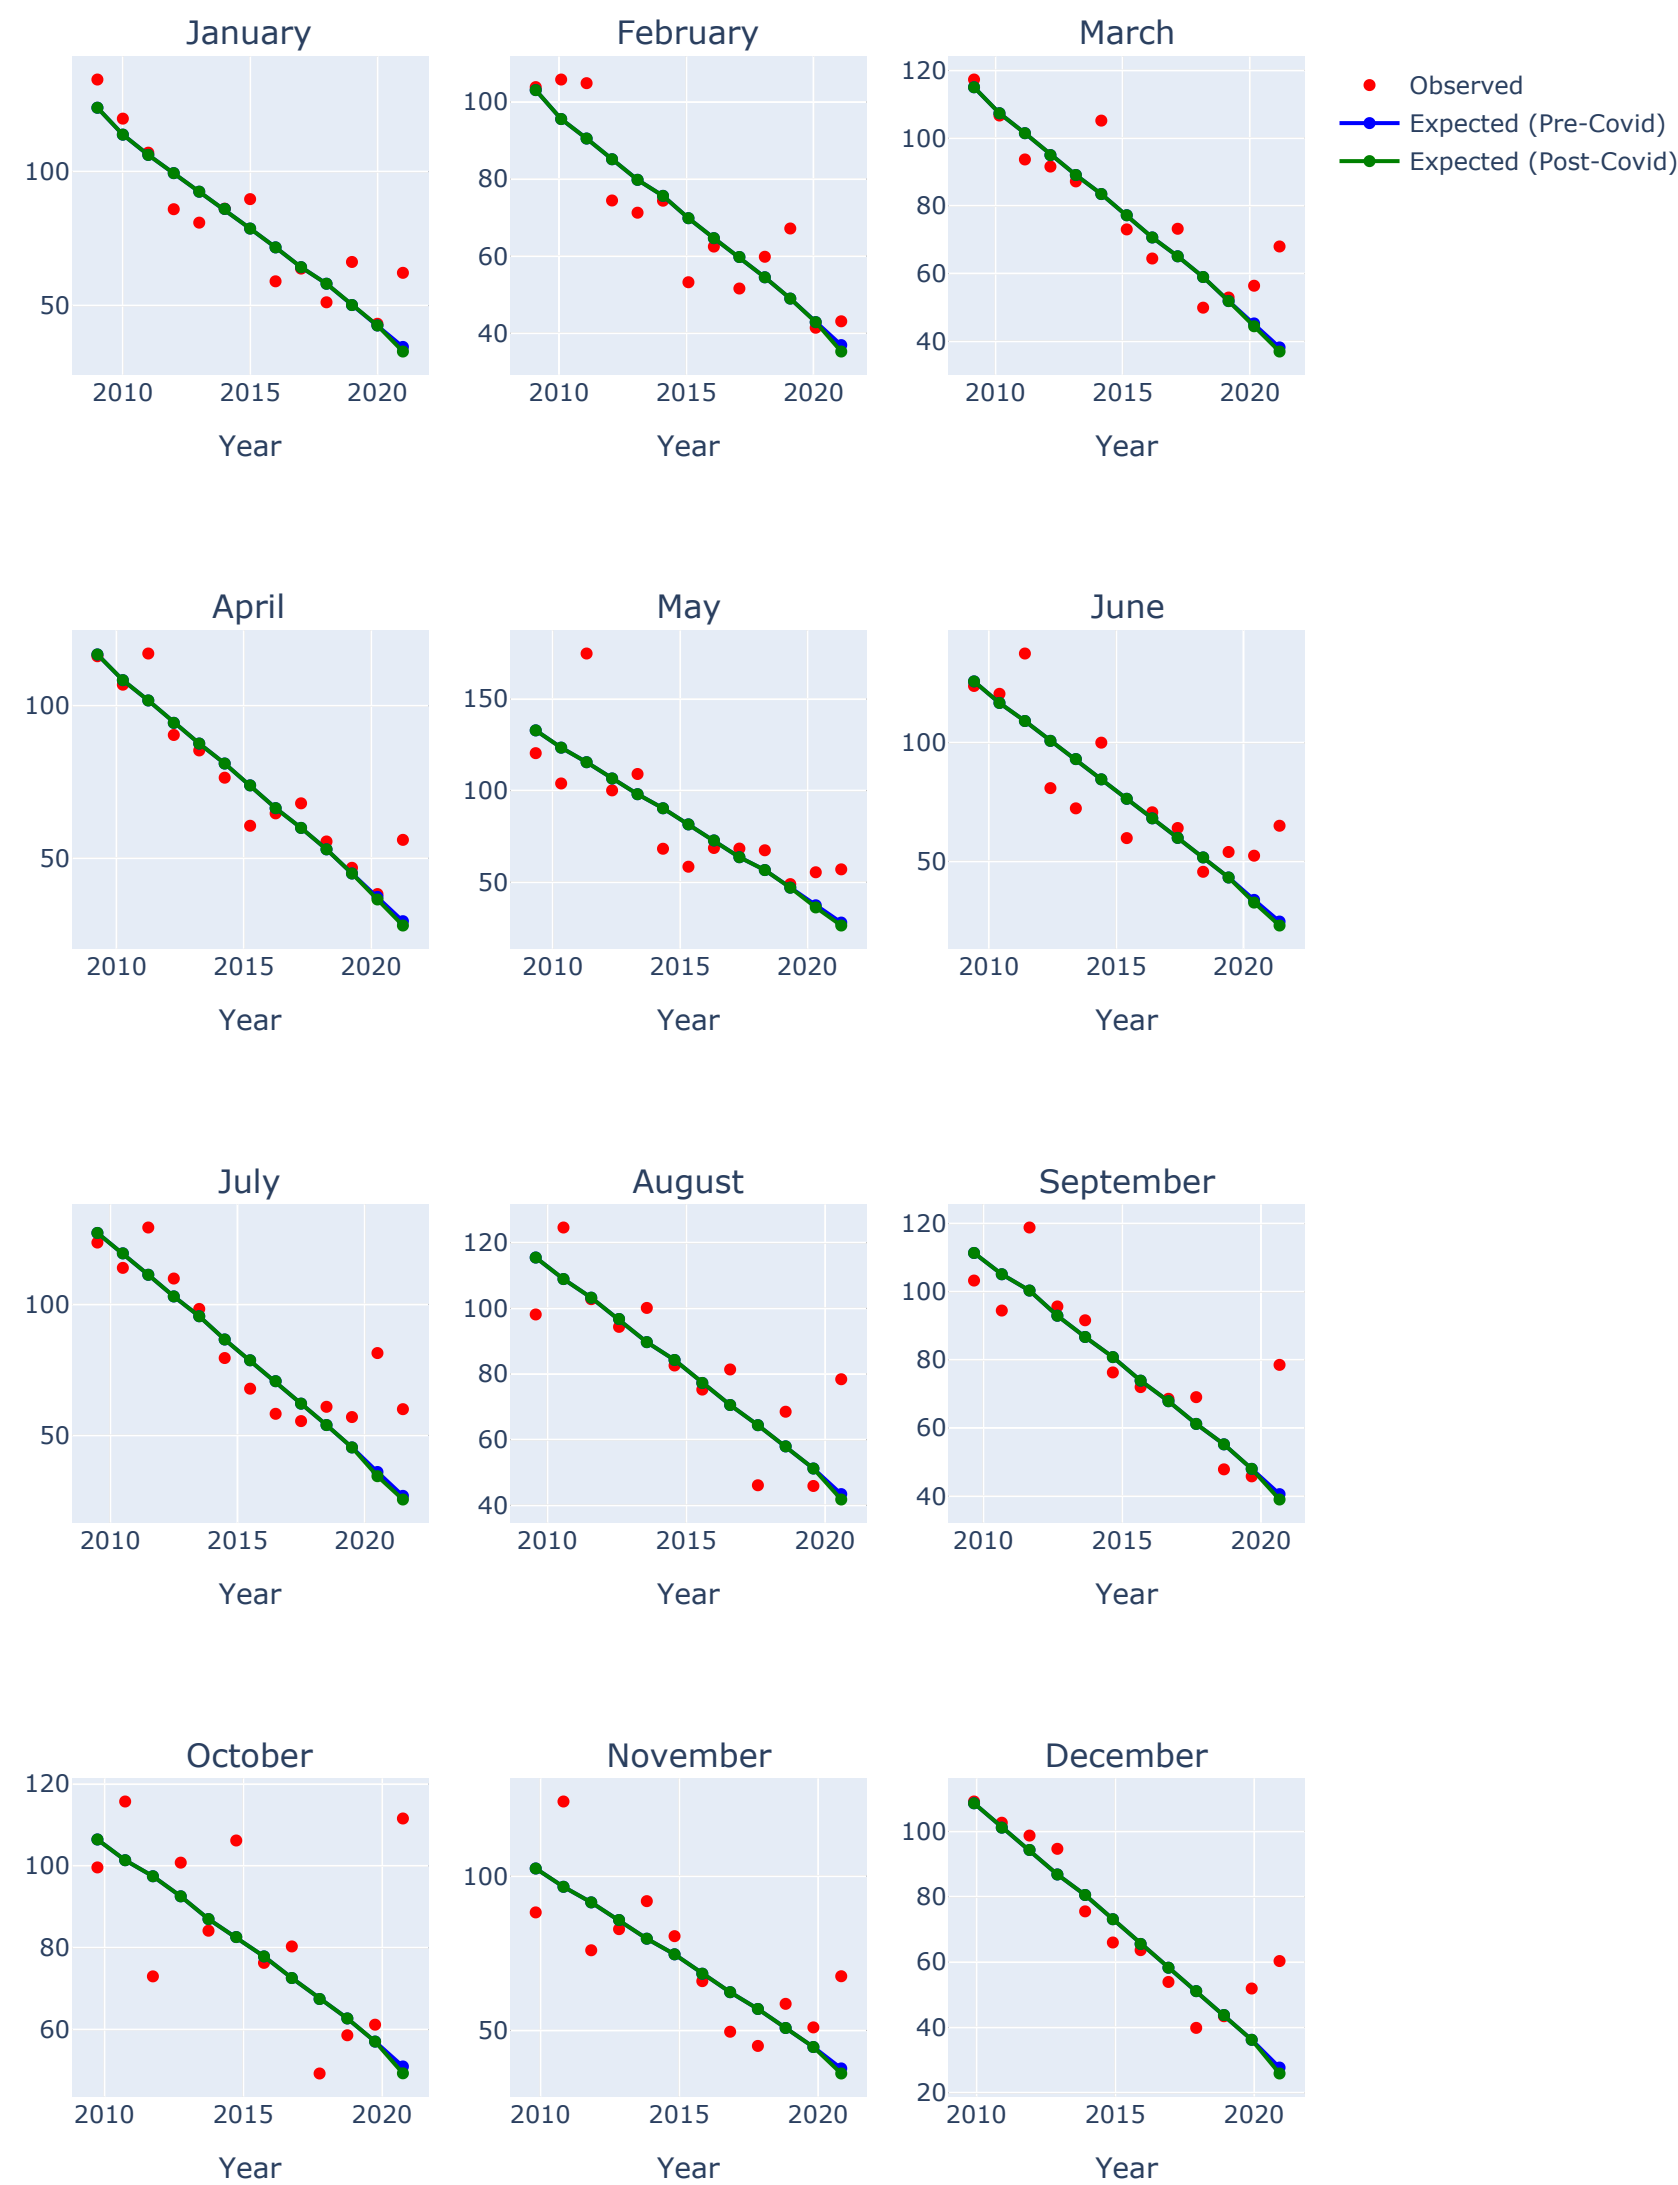 January
February
March
Observed
Expected (Pre-Covid)
Expected (Post-Covid)
100
50
2010
2015
2020
Year
100
80
60
40
2010
2015
2020
Year
120
100
80
60
40
2010
2015
2020
Year
April
May
June
100
50
2010
2015
2020
Year
150
100
50
2010
2015
2020
Year
100
50
2010
2015
2020
Year
July
August
September
100
50
2010
2015
2020
Year
120
100
80
60
40
2010
2015
2020
Year
120
100
80
60
40
2010
2015
2020
Year
October
November
December
120
100
80
60
2010
2015
2020
Year
100
50
2010
2015
2020
Year
100
80
60
40
20
2010
2015
2020
Year